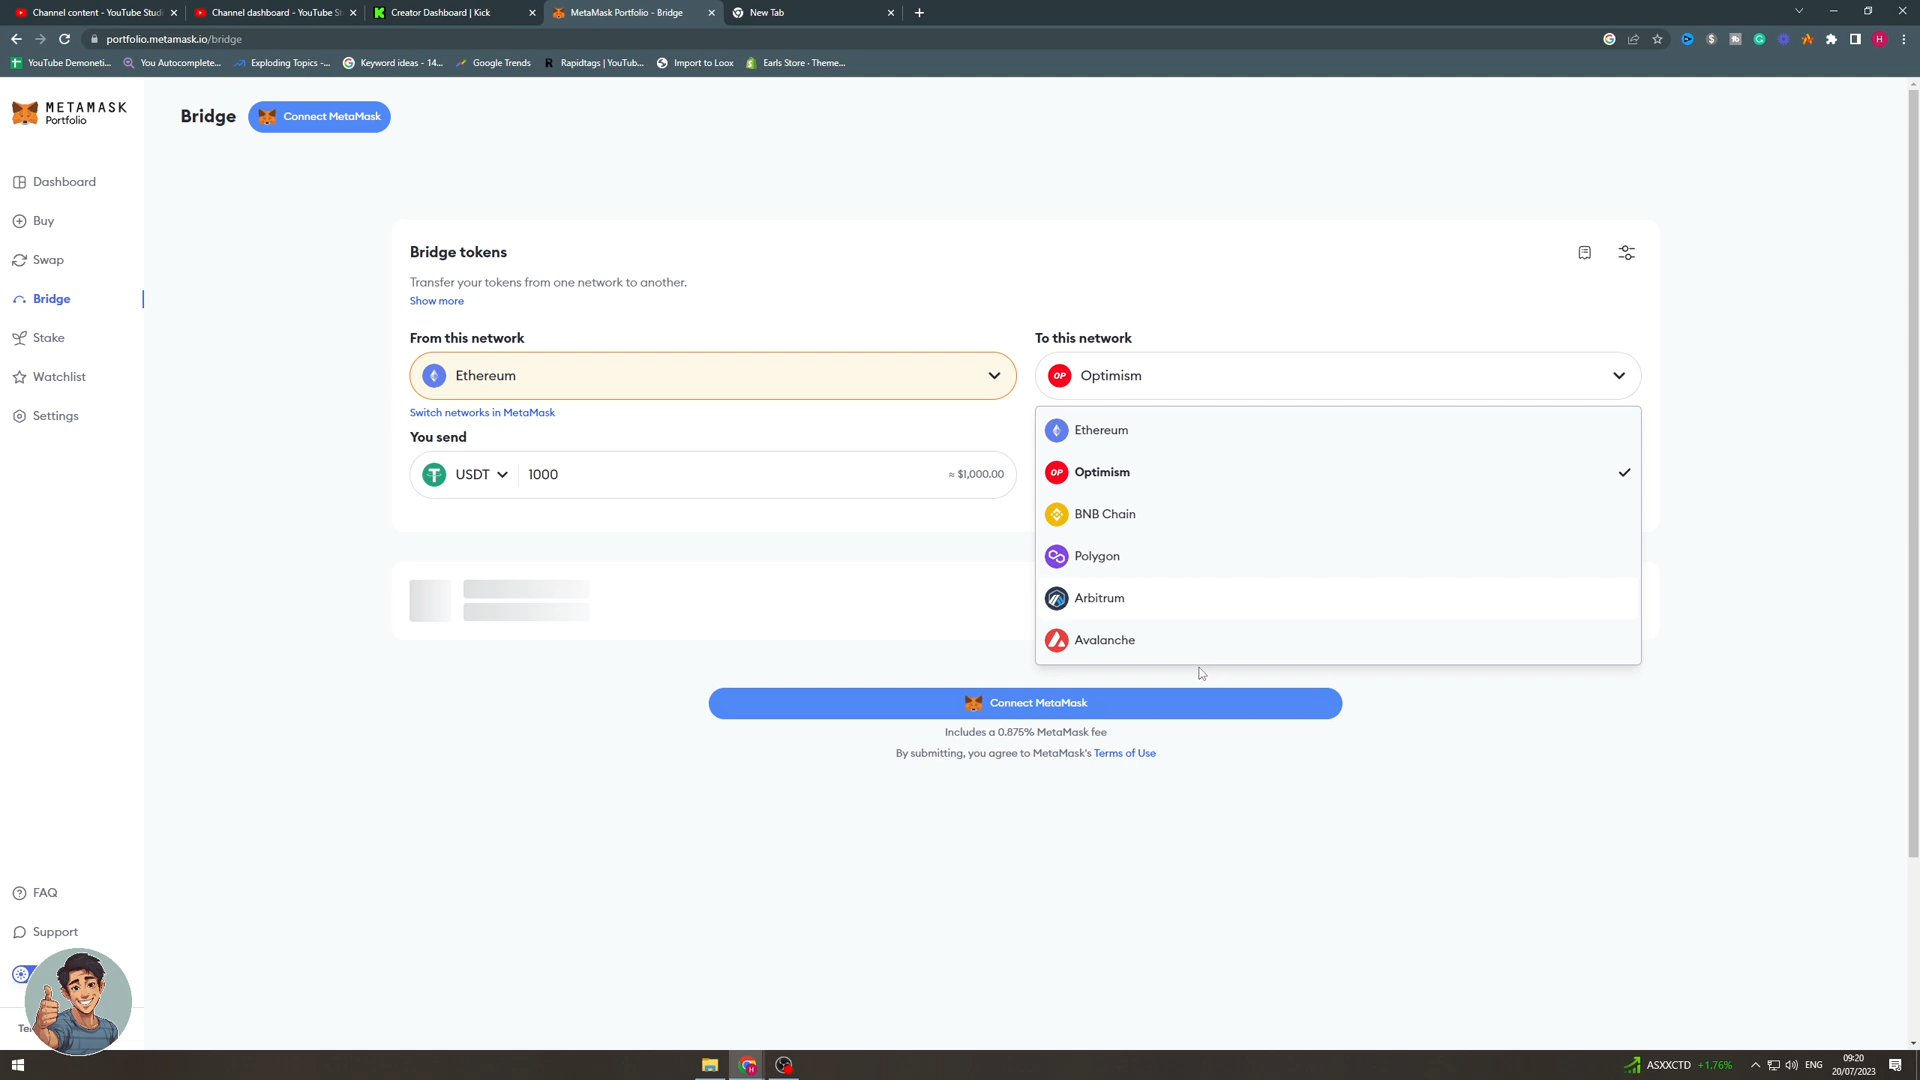 Channel content - YouTube Studi
Channel dashboard - YouTube St
Creator Dashboard | Kick
MetaMask Portfolio - Bridge
New Tab
portfolio.metamask.io/bridge
YouTube Demoneti...
You Autocomplete...
Exploding Topics -...
Keyword ideas - 14...
Google Trends
Rapidtags | YouTub...
Import to Loox
Earls Store · Theme...
METAMASK
Portfolio
Bridge
Connect MetaMask
Dashboard
Buy
Swap
Bridge
Stake
Watchlist
Settings
Bridge tokens
Transfer your tokens from one network to another.
Show more
From this network
To this network
Ethereum
OP Optimism
Switch networks in MetaMask
You send
USDT 1000 ≈ $1,000.00
Ethereum
OP Optimism
BNB Chain
Polygon
Arbitrum
Avalanche
Connect MetaMask
Includes a 0.875% MetaMask fee
By submitting, you agree to MetaMask's Terms of Use
FAQ
Support
ASXXCTD +1.76%
ENG
09:20
20/07/2023